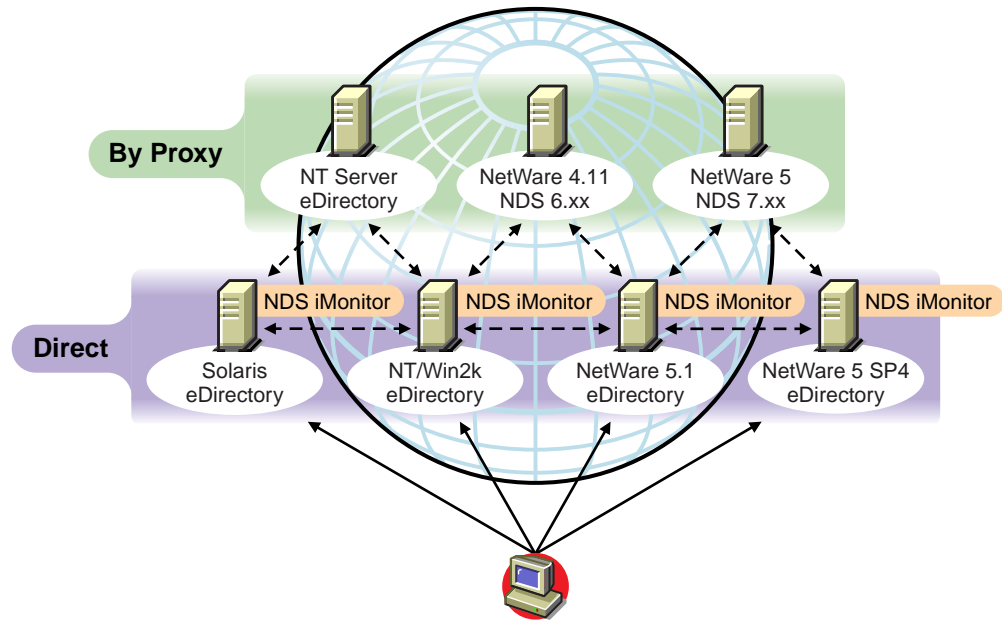 By Proxy
NT Server
eDirectory
NetWare 4.11
NDS 6.xx
NetWare 5
NDS 7.xx
Direct
NDS iMonitor
NDS iMonitor
NDS iMonitor
NDS iMonitor
Solaris
eDirectory
NT/Win2k
eDirectory
NetWare 5.1
eDirectory
NetWare 5 SP4
eDirectory